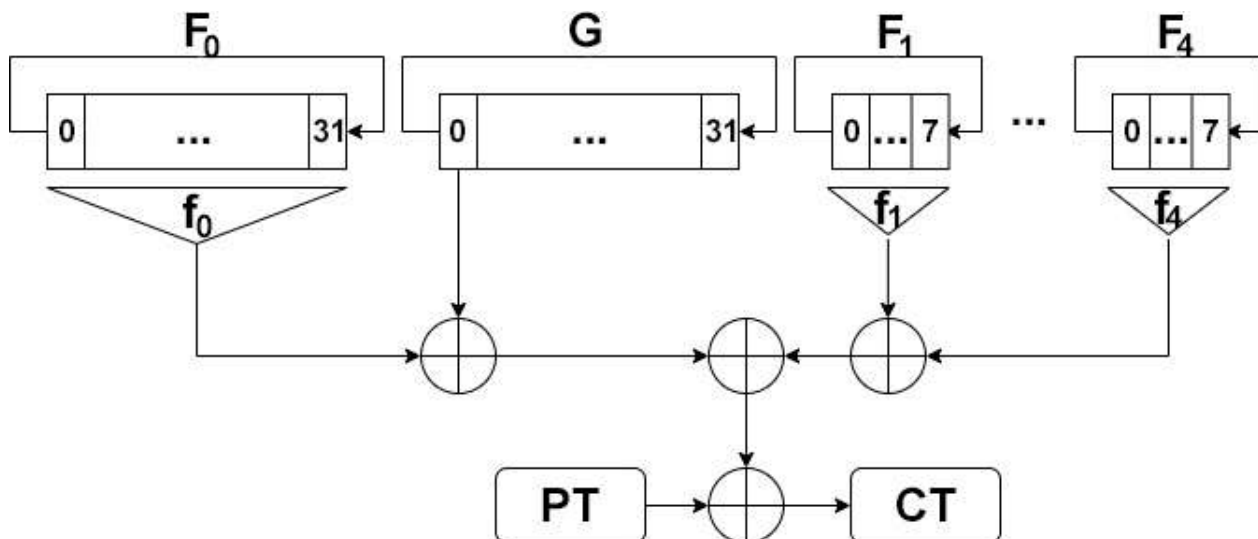 F₀ G F₁ F₄
0 ... 31 0 ... 31 0 ... 7 ... 0 ... 7
f₀ f₁ f₄
PT CT